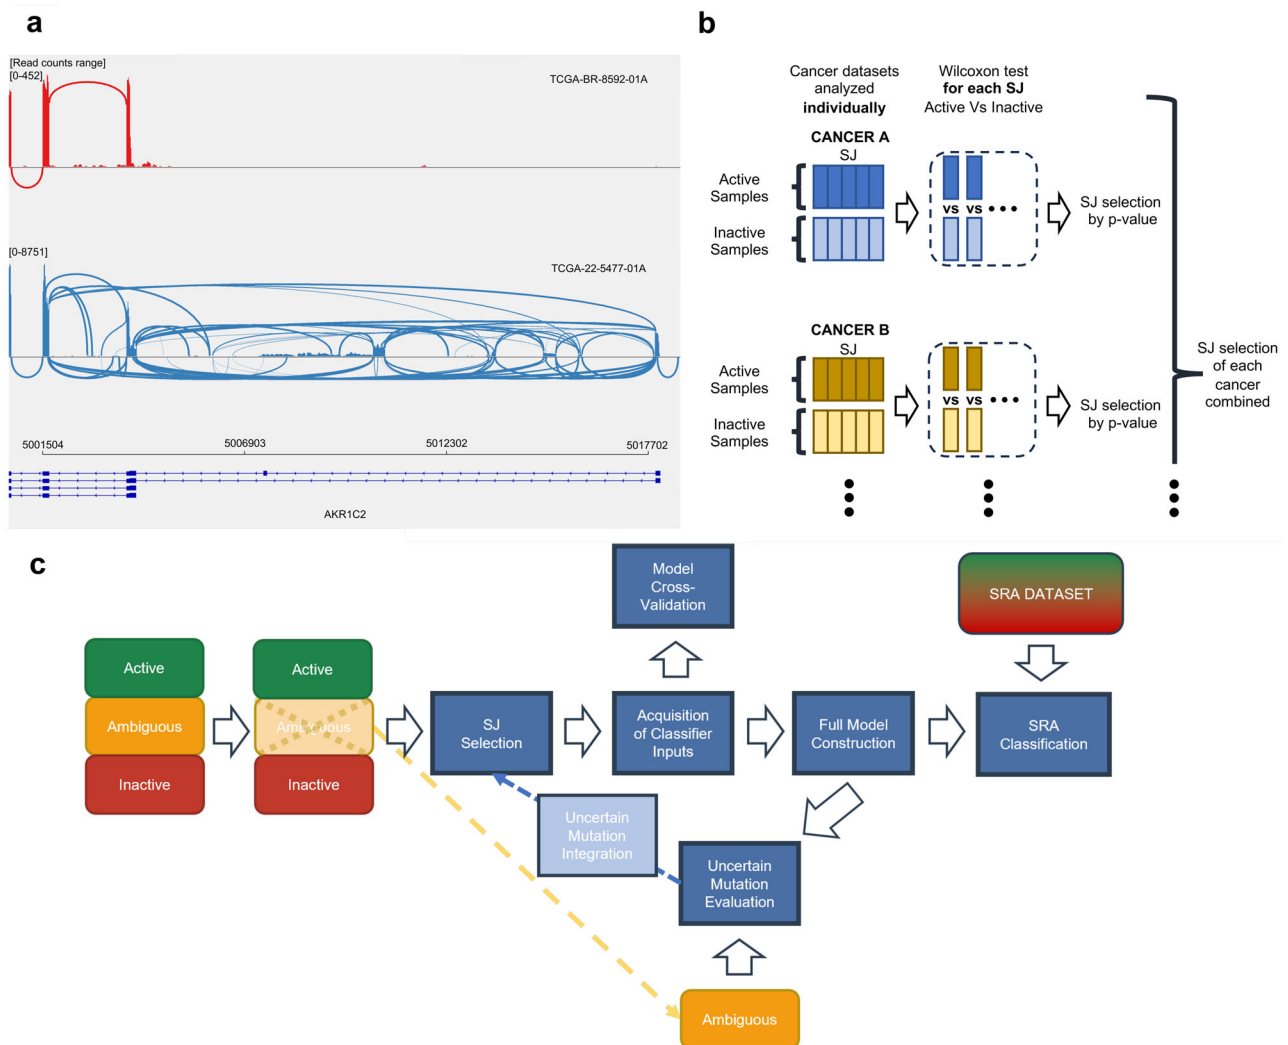 a
[Read counts range]
[0-452]
TCGA-BR-8592-01A
[0-8751]
TCGA-22-5477-01A
5001504
5006903
5012302
5017702
AKR1C2
b
Cancer datasets
analyzed
individually
Wilcoxon test
for each SJ
Active Vs Inactive
CANCER A
SJ
Active
Samples
Inactive
Samples
vs vs
SJ selection
by p-value
CANCER B
SJ
Active
Samples
Inactive
Samples
vs vs
SJ selection
by p-value
SJ selection
of each
cancer
combined
c
Active
Ambiguous
Inactive
Active
Ambiguous
Inactive
SJ
Selection
Model
Cross-
Validation
Acquisition
of Classifier
Inputs
Full Model
Construction
SRA DATASET
SRA
Classification
Uncertain
Mutation
Integration
Uncertain
Mutation
Evaluation
Ambiguous